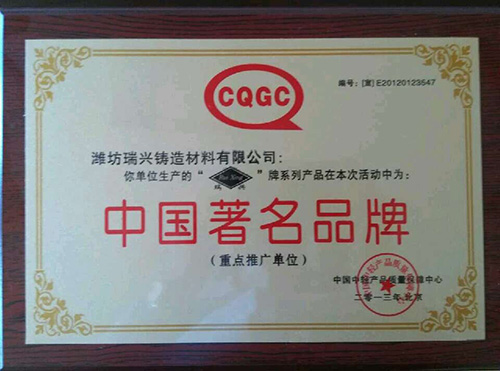 CQGC
编号：[宣] E20120123547
潍坊瑞兴铸造材料有限公司：
你单位生产的“ 瑞兴 ”牌系列产品在本次活动中为：
中国著名品牌
（重点推广单位）
中国中轻产品质量保障中心
二零一三年.北京